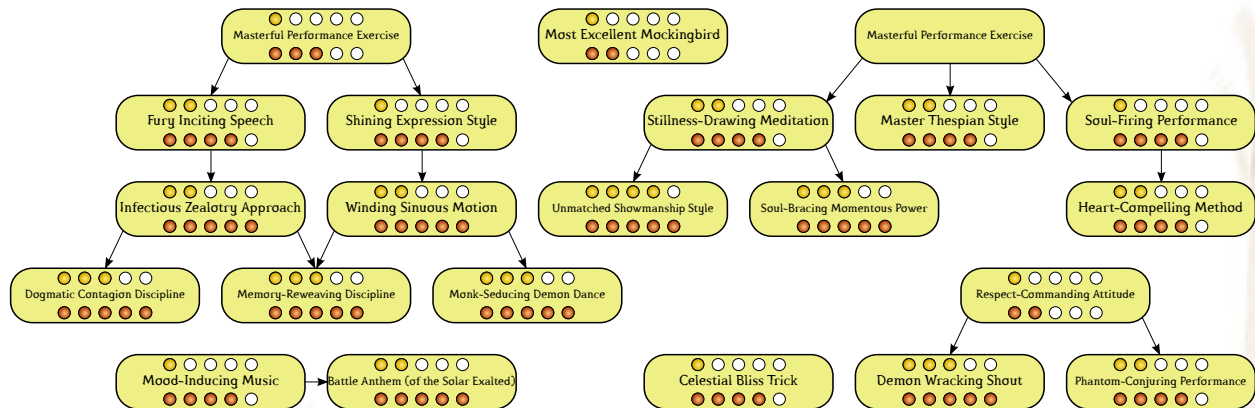 Masterful Performance Exercise
Most Excellent Mockingbird
Masterful Performance Exercise
Fury Inciting Speech
Shining Expression Style
Stillness-Drawing Meditation
Master Thespian Style
Soul-Firing Performance
Infectious Zealotry Approach
Winding Sinuous Motion
Unmatched Showmanship Style
Soul-Bracing Momentous Power
Heart-Compelling Method
Dogmatic Contagion Discipline
Memory-Reweaving Discipline
Monk-Seducing Demon Dance
Respect-Commanding Attitude
Mood-Inducing Music
Battle Anthem (of the Solar Exalted)
Celestial Bliss Trick
Demon Wracking Shout
Phantom-Conjuring Performance